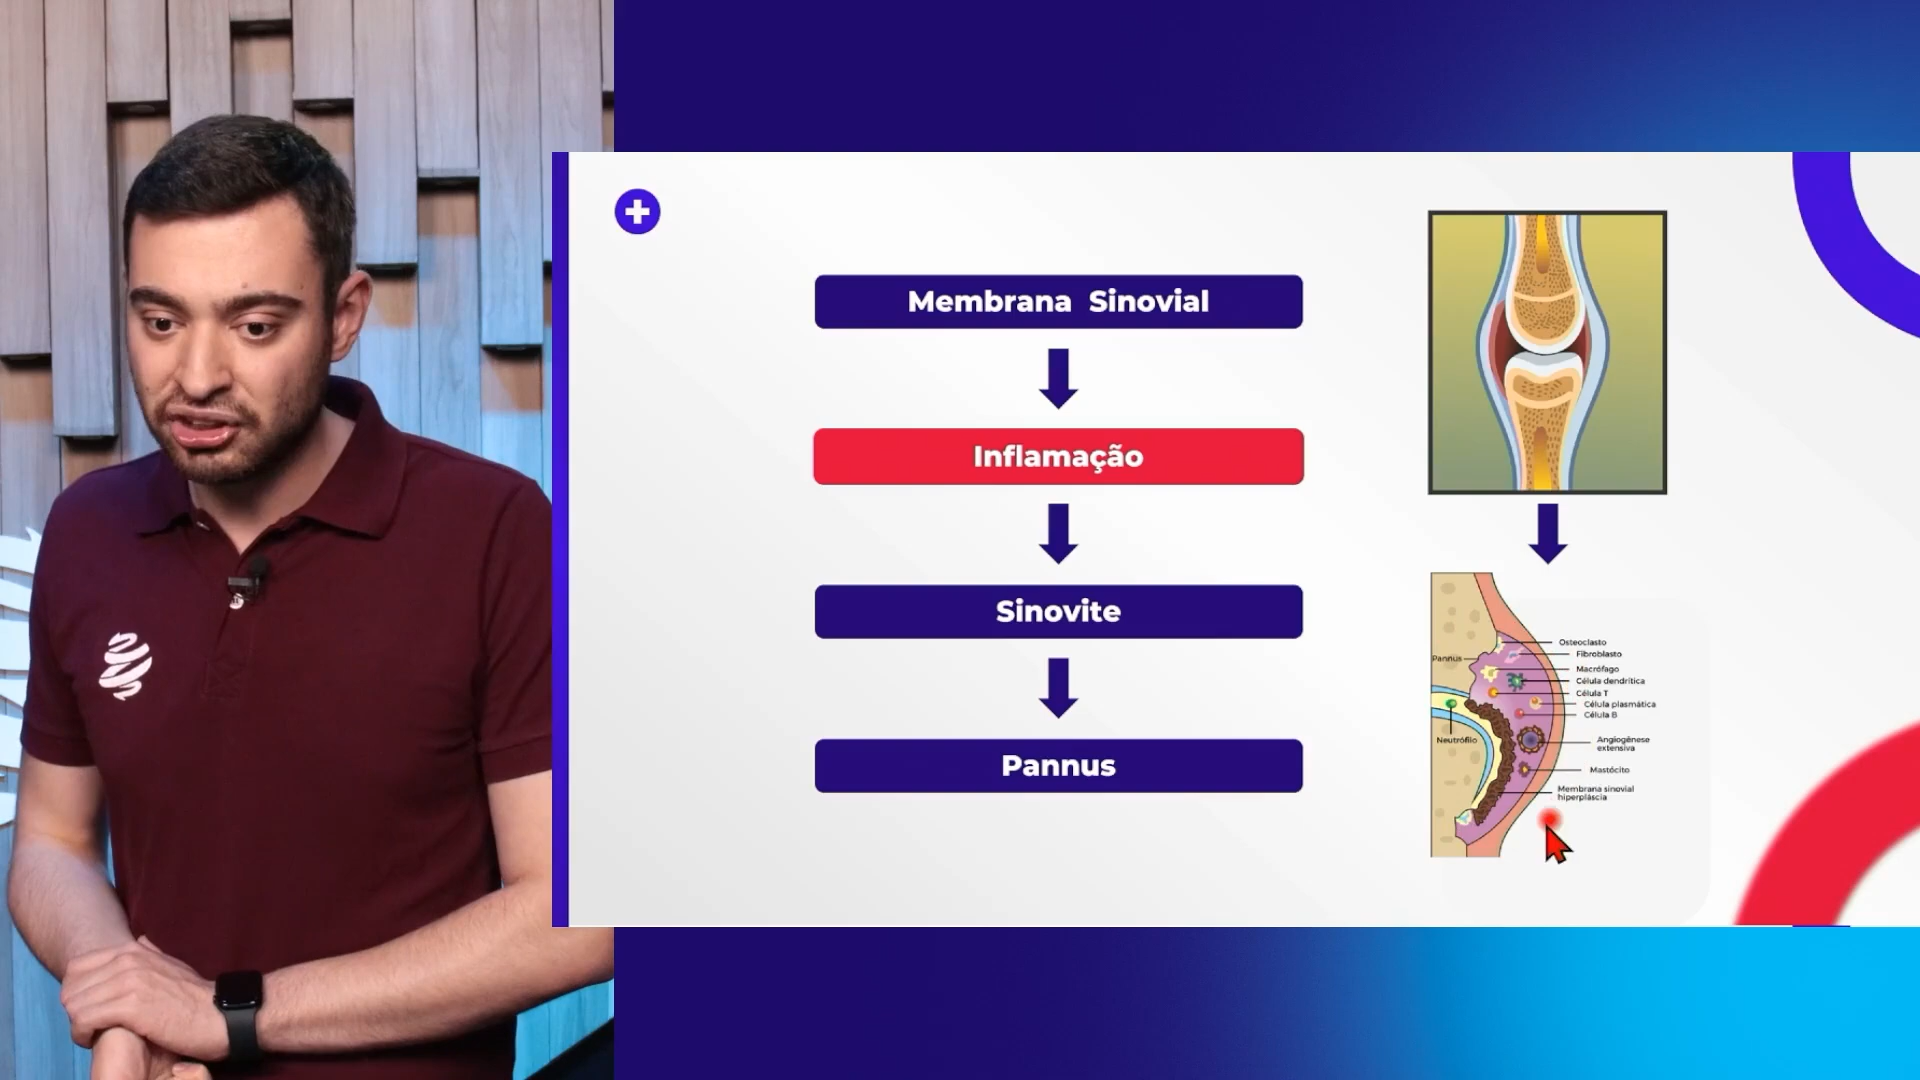 Membrana Sinovial
Inflamação
Sinovite
Pannus
Osteoclasto
Fibroblasto
Pannus
Macrófago
Célula dendrítica
Célula T
Célula plasmática
Célula B
Neutrófilo
Angiogênese
extensiva
Mastócito
Membrana sinovial
hiperpláscia